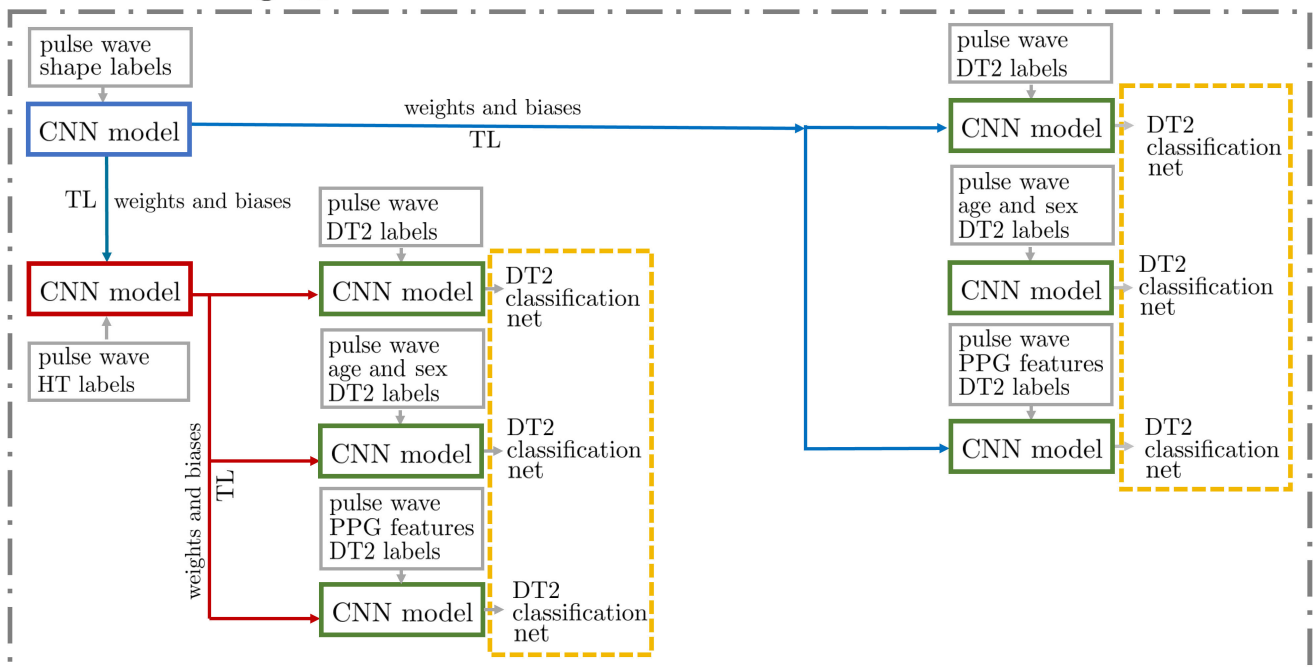 pulse wave
shape labels
CNN model
weights and biases
TL
TL
weights and biases
CNN model
pulse wave
HT labels
weights and biases
TL
pulse wave
DT2 labels
CNN model
DT2
classification
net
pulse wave
age and sex
DT2 labels
CNN model
DT2
classification
net
pulse wave
PPG features
DT2 labels
CNN model
DT2
classification
net
pulse wave
DT2 labels
CNN model
DT2
classification
net
pulse wave
age and sex
DT2 labels
CNN model
DT2
classification
net
pulse wave
PPG features
DT2 labels
CNN model
DT2
classification
net